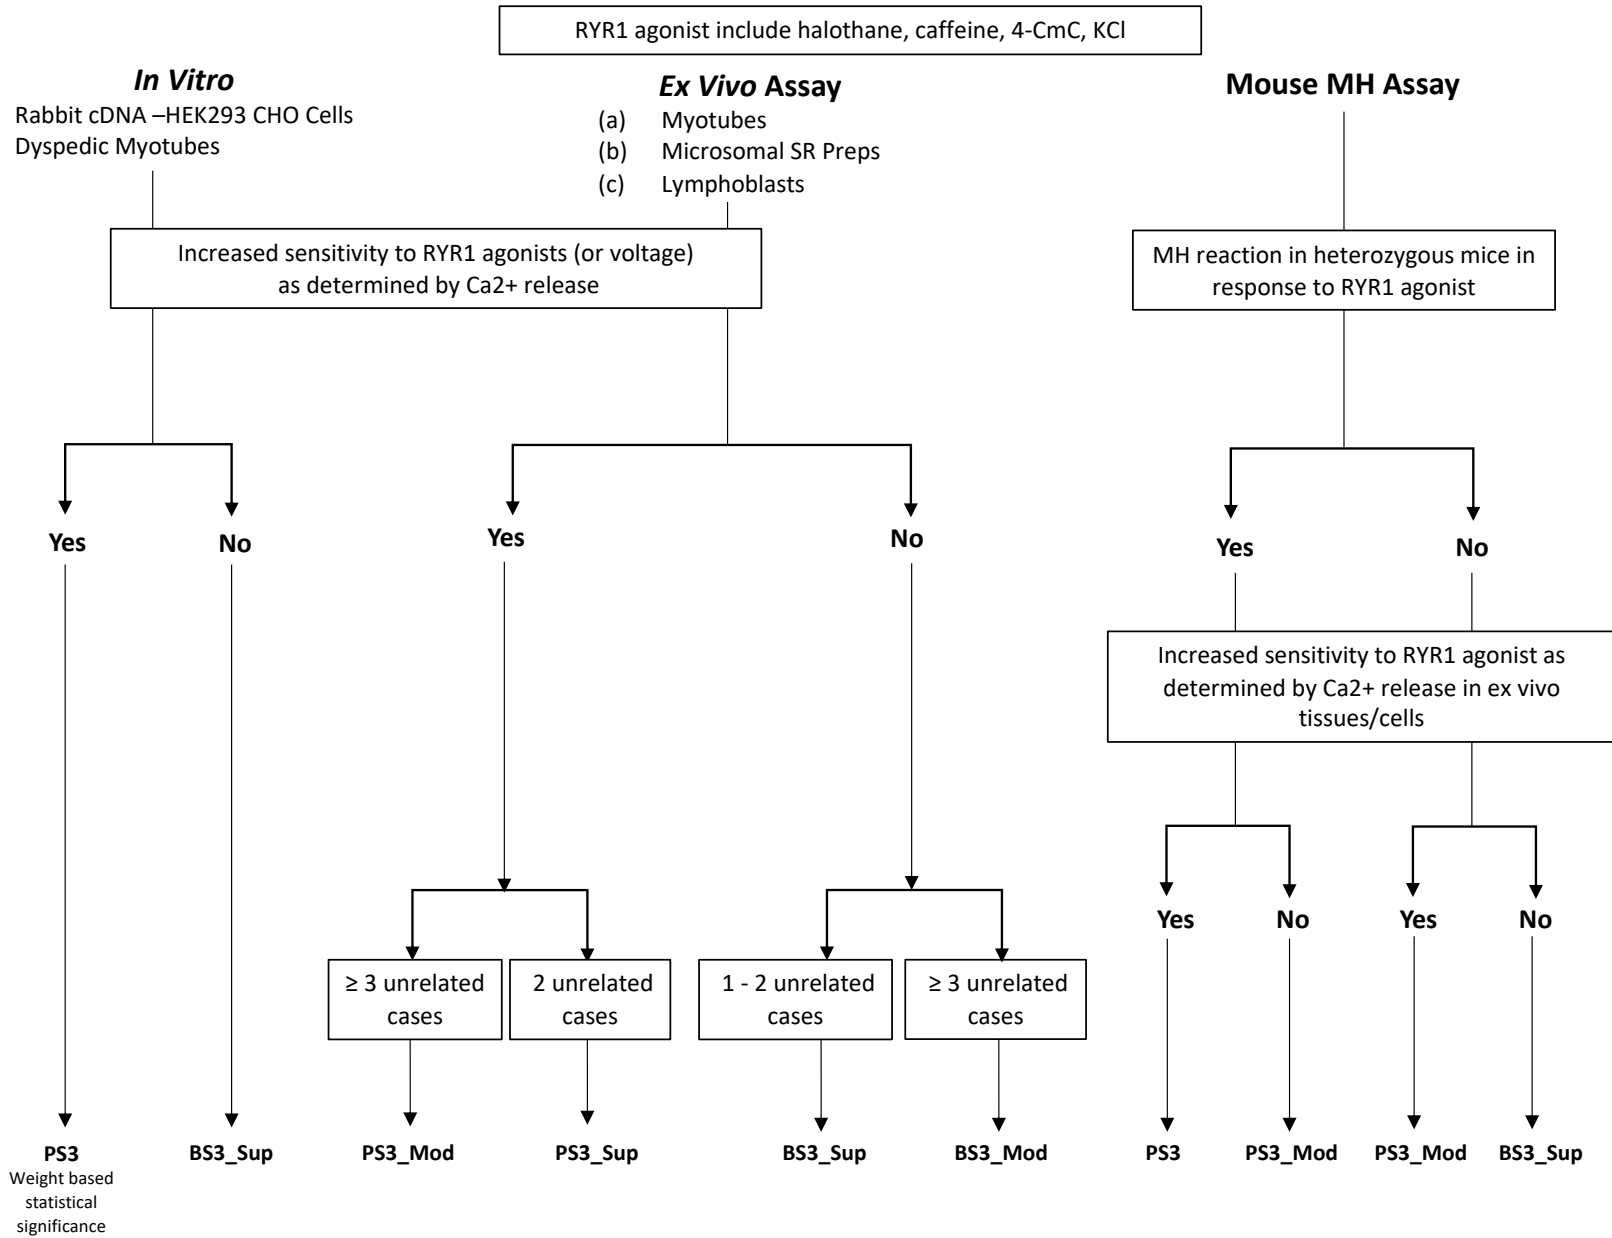 RYR1 agonist include halothane, caffeine, 4-CmC, KCl
In Vitro
Rabbit cDNA –HEK293 CHO Cells
Dyspedic Myotubes
Ex Vivo Assay
(a) Myotubes
(b) Microsomal SR Preps
(c) Lymphoblasts
Mouse MH Assay
Increased sensitivity to RYR1 agonists (or voltage)
as determined by Ca2+ release
MH reaction in heterozygous mice in
response to RYR1 agonist
Yes
No
Yes
No
Yes
No
Increased sensitivity to RYR1 agonist as
determined by Ca2+ release in ex vivo
tissues/cells
Yes
No
Yes
No
≥ 3 unrelated
cases
2 unrelated
cases
1 - 2 unrelated
cases
≥ 3 unrelated
cases
PS3
Weight based
statistical
significance
BS3_Sup
PS3_Mod
PS3_Sup
BS3_Sup
BS3_Mod
PS3
PS3_Mod
PS3_Mod
BS3_Sup